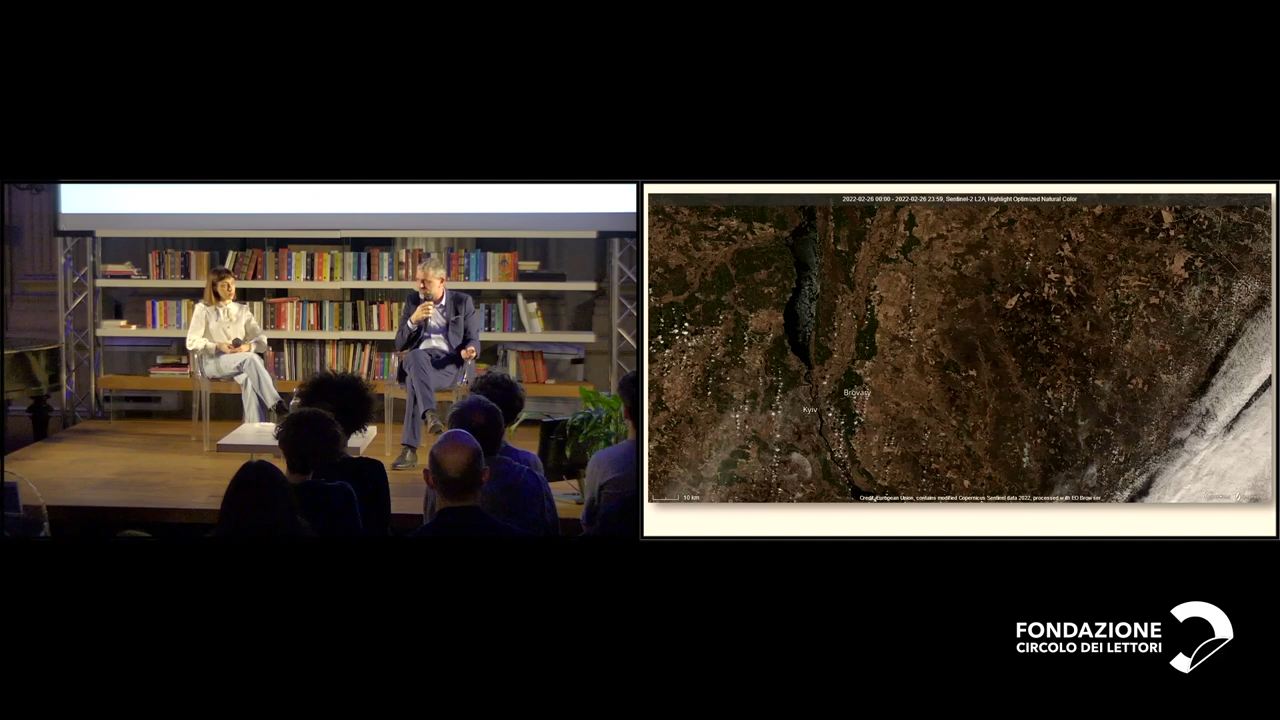 2022-02-26 00:00 - 2022-02-26 23:59, Sentinel-2 L2A, Highlight Optimized Natural Color
Brovary
Kyiv
10 km
Credit: European Union, contains modified Copernicus Sentinel data 2022, processed with EO Browser
FONDAZIONE
CIRCOLO DEI LETTORI